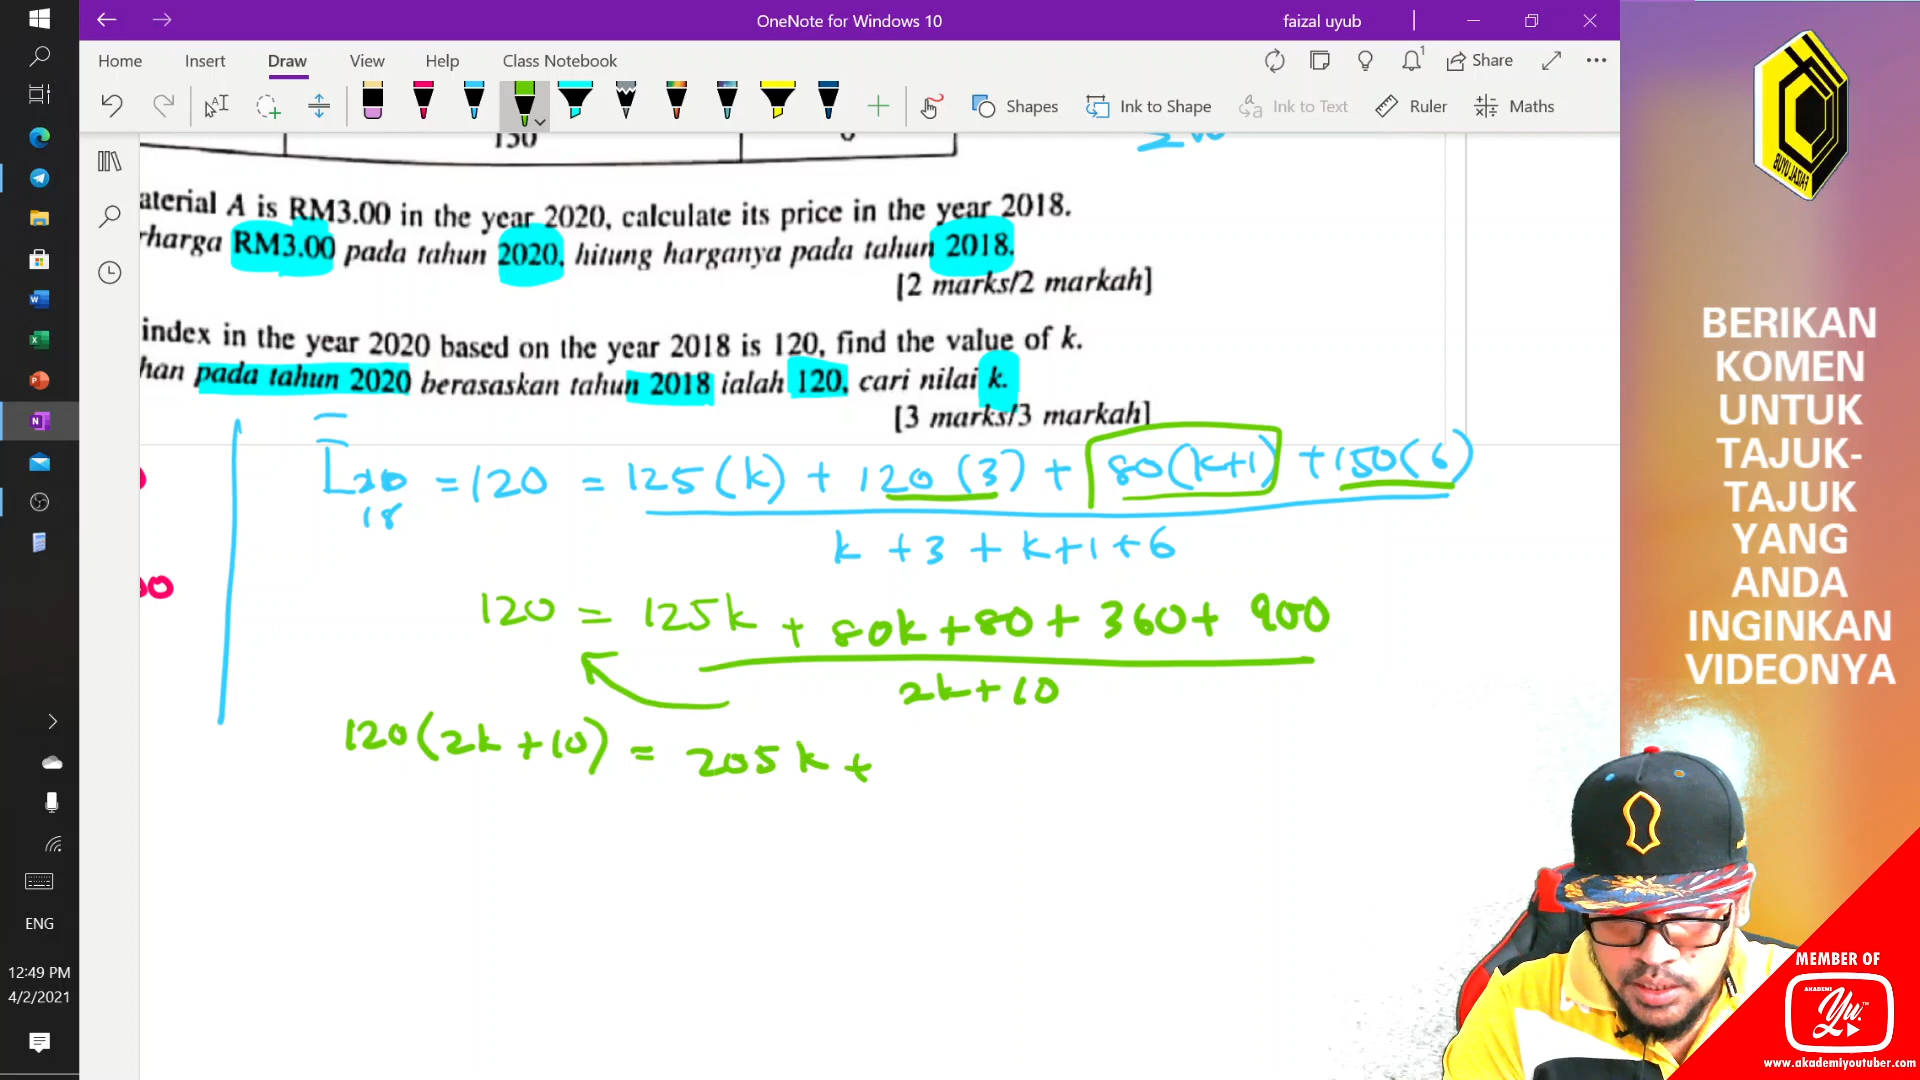 OneNote for Windows 10
faizal uyub
Home Insert Draw View Help Class Notebook
Share
Shapes Ink to Shape Ink to Text Ruler Maths
150
aterial A is RM3.00 in the year 2020, calculate its price in the year 2018.
rharga RM3.00 pada tahun 2020, hitung harganya pada tahun 2018.
[2 marks/2 markah]
index in the year 2020 based on the year 2018 is 120, find the value of k.
han pada tahun 2020 berasaskan tahun 2018 ialah 120, cari nilai k.
[3 marks/3 markah]
I20 = 120 = 125(k) + 120(3) + 80(k+1) + 150(6)
18
k + 3 + k+1+6
120 = 125k + 80k + 80 + 360 + 900
2k + 10
120(2k + 10) = 205k +
ENG
12:49 PM
4/2/2021
FAIZAL UYUB
BERIKAN
KOMEN
UNTUK
TAJUK-
TAJUK
YANG
ANDA
INGINKAN
VIDEONYA
MEMBER OF
AKADEMI
Yu
www.akademiyoutuber.com